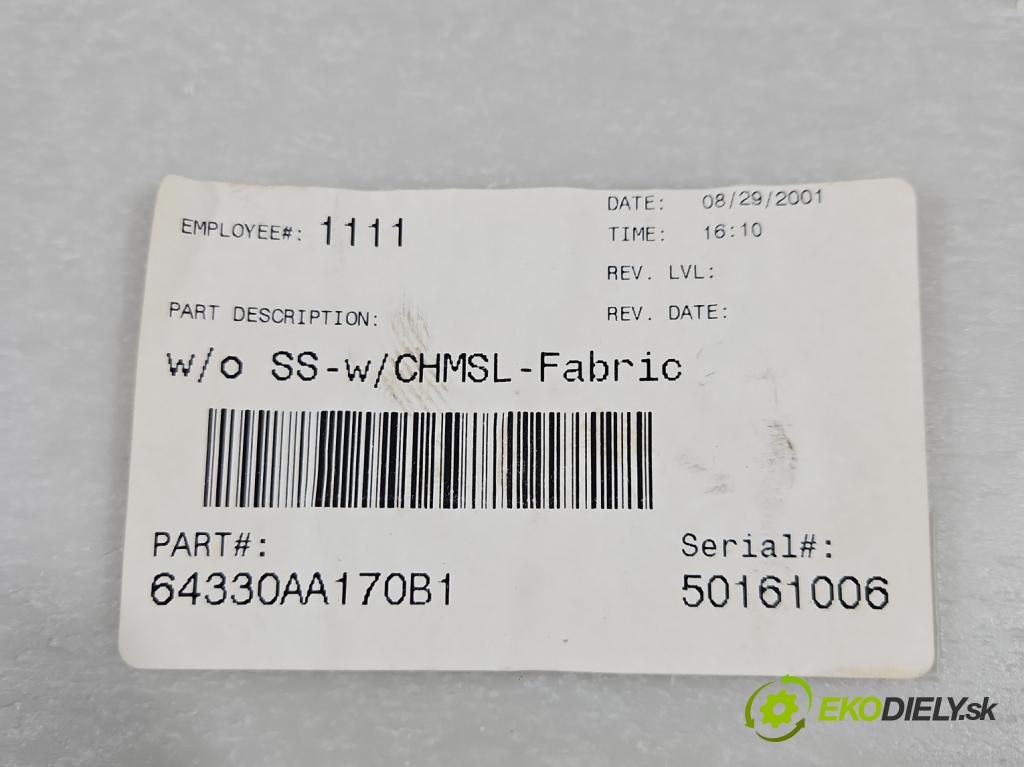 EMPLOYEE#: 1111
DATE: 08/29/2001
TIME: 16:10
REV. LVL:
REV. DATE:
PART DESCRIPTION:
w/o SS-w/CHMSL-Fabric
PART#:
64330AA170B1
Serial#:
50161006
EKODIELY.sk